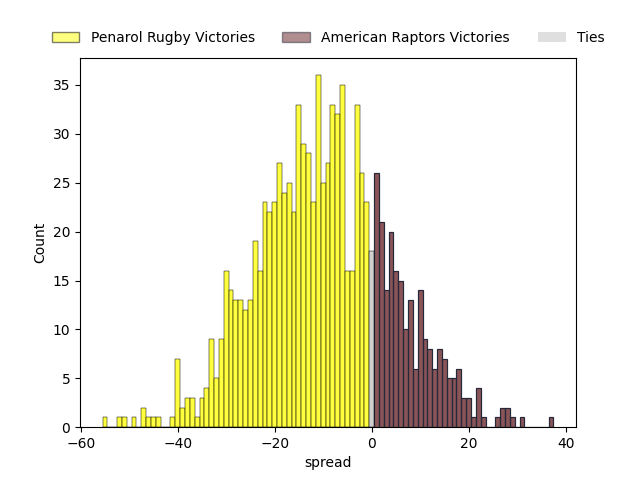 Penarol Rugby Victories American Raptors Victories Ties
35
30
25
20
15
10
5
0
Count
−60 −40 −20 0 20 40
spread